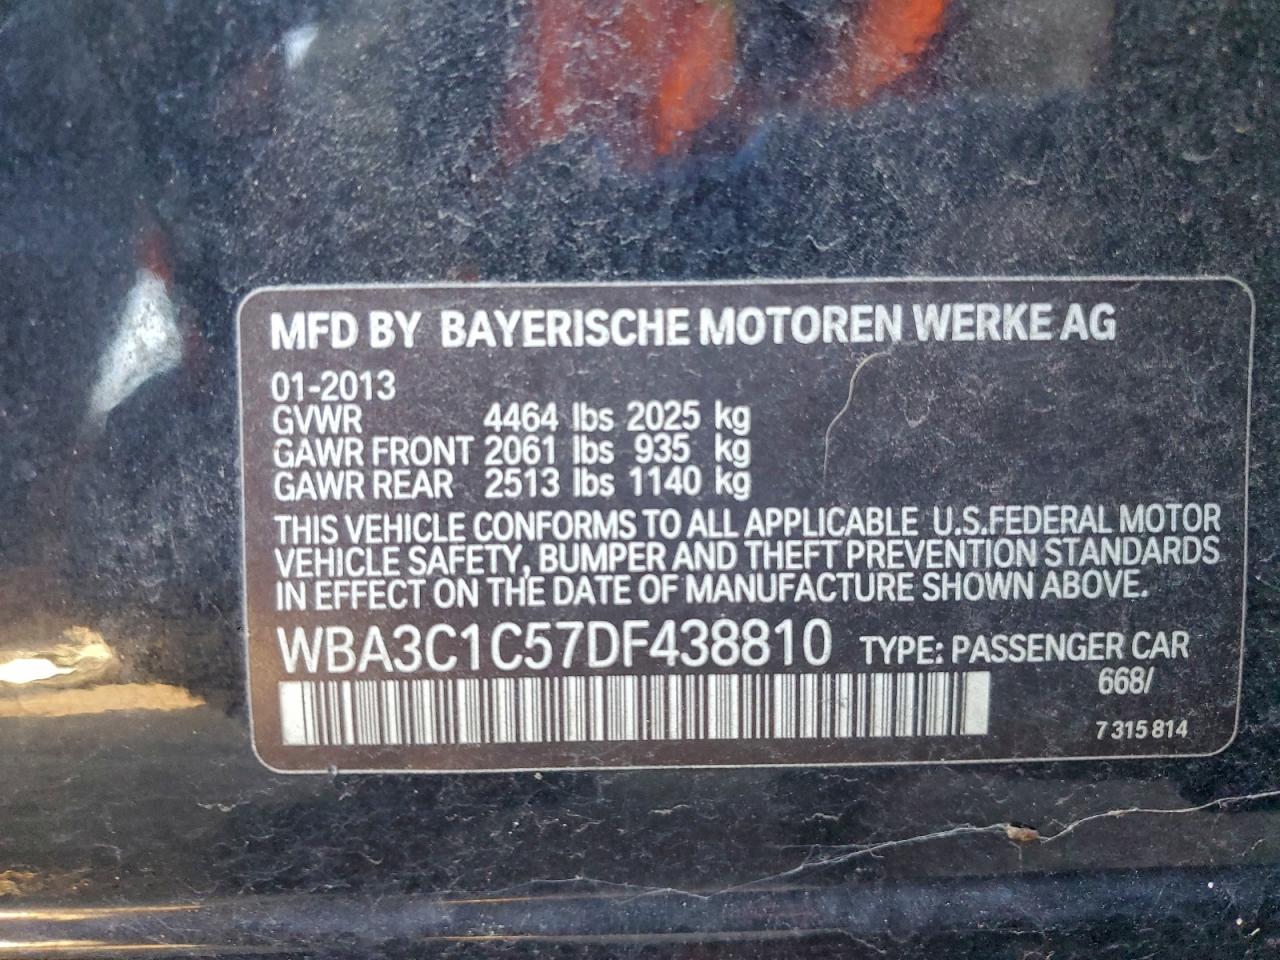 MFD BY BAYERISCHE MOTOREN WERKE AG
01-2013
GVWR 4464 lbs 2025 kg
GAWR FRONT 2061 lbs 935 kg
GAWR REAR 2513 lbs 1140 kg
THIS VEHICLE CONFORMS TO ALL APPLICABLE U.S.FEDERAL MOTOR
VEHICLE SAFETY, BUMPER AND THEFT PREVENTION STANDARDS
IN EFFECT ON THE DATE OF MANUFACTURE SHOWN ABOVE.
WBA3C1C57DF438810 TYPE: PASSENGER CAR
668/
7 315 814